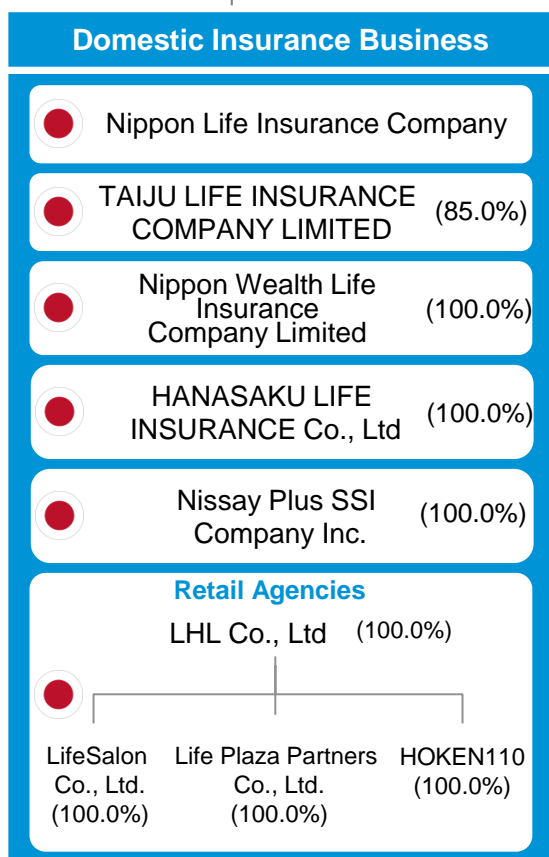 Domestic Insurance Business
Nippon Life Insurance Company
TAIJU LIFE INSURANCE
COMPANY LIMITED
(85.0%)
Nippon Wealth Life
Insurance
Company Limited
(100.0%)
HANASAKU LIFE
INSURANCE Co., Ltd
(100.0%)
Nissay Plus SSI
Company Inc.
(100.0%)
Retail Agencies
LHL Co., Ltd (100.0%)
LifeSalon
Co., Ltd.
(100.0%)
Life Plaza Partners
Co., Ltd.
(100.0%)
HOKEN110
(100.0%)